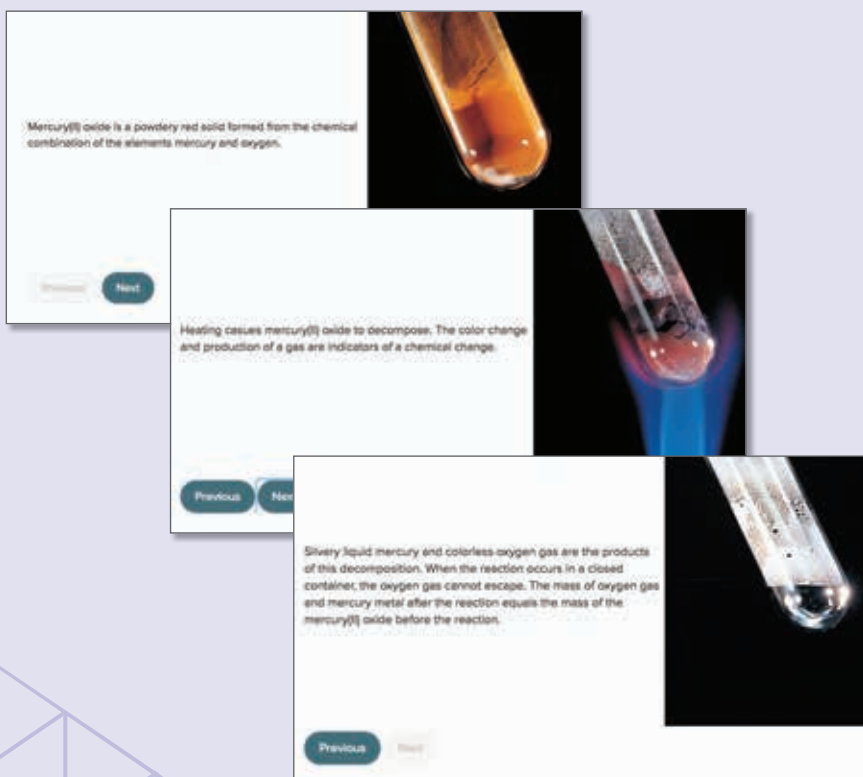 Mercury(II) oxide is a powdery red solid formed from the chemical
combination of the elements mercury and oxygen.
Previous
Next
Heating casues mercury(II) oxide to decompose. The color change
and production of a gas are indicators of a chemical change.
Previous
Nex
Silvery liquid mercury and colorless oxygen gas are the products
of this decomposition. When the reaction occurs in a closed
container, the oxygen gas cannot escape. The mass of oxygen gas
and mercury metal after the reaction equals the mass of the
mercury(II) oxide before the reaction.
Previous
Next